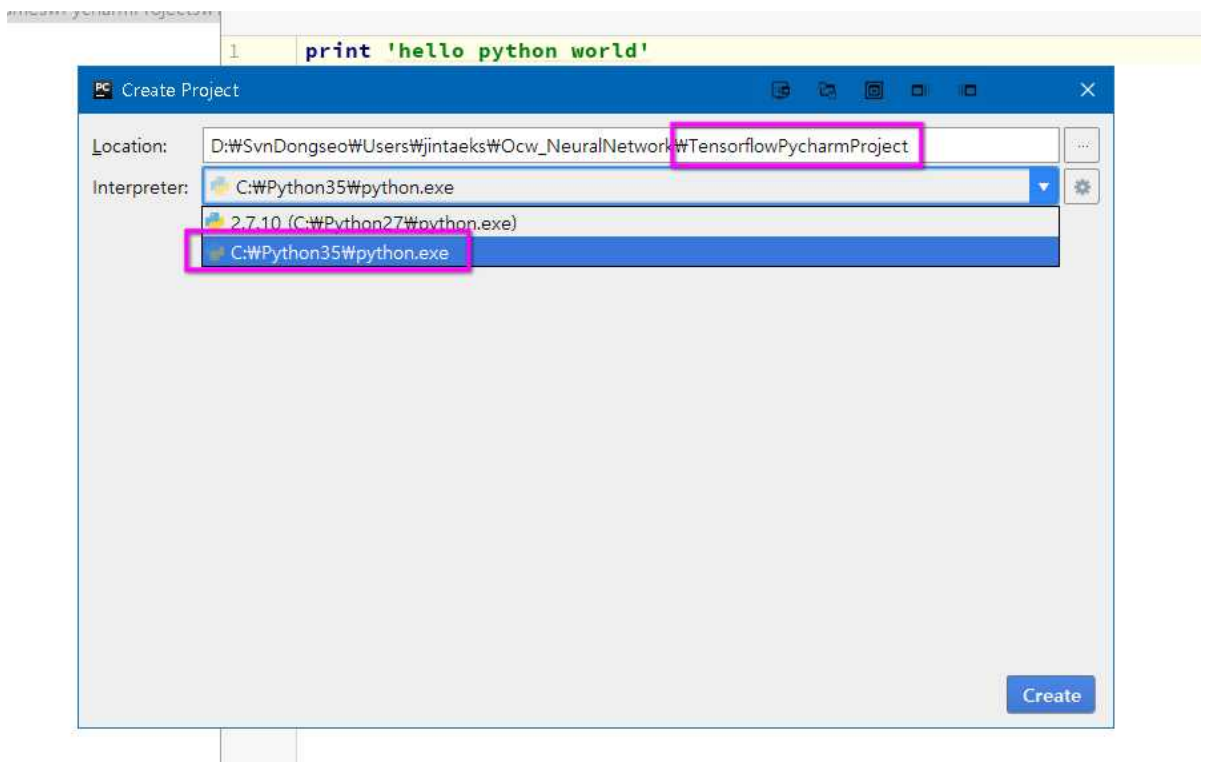 1 print 'hello python world'
PC Create Project
Location: D:₩SvnDongseo₩Users₩jintaeks₩Ocw_NeuralNetwork₩TensorflowPycharmProject ...
Interpreter: C:₩Python35₩python.exe
2.7.10 (C:₩Python27₩python.exe)
C:₩Python35₩python.exe
Create